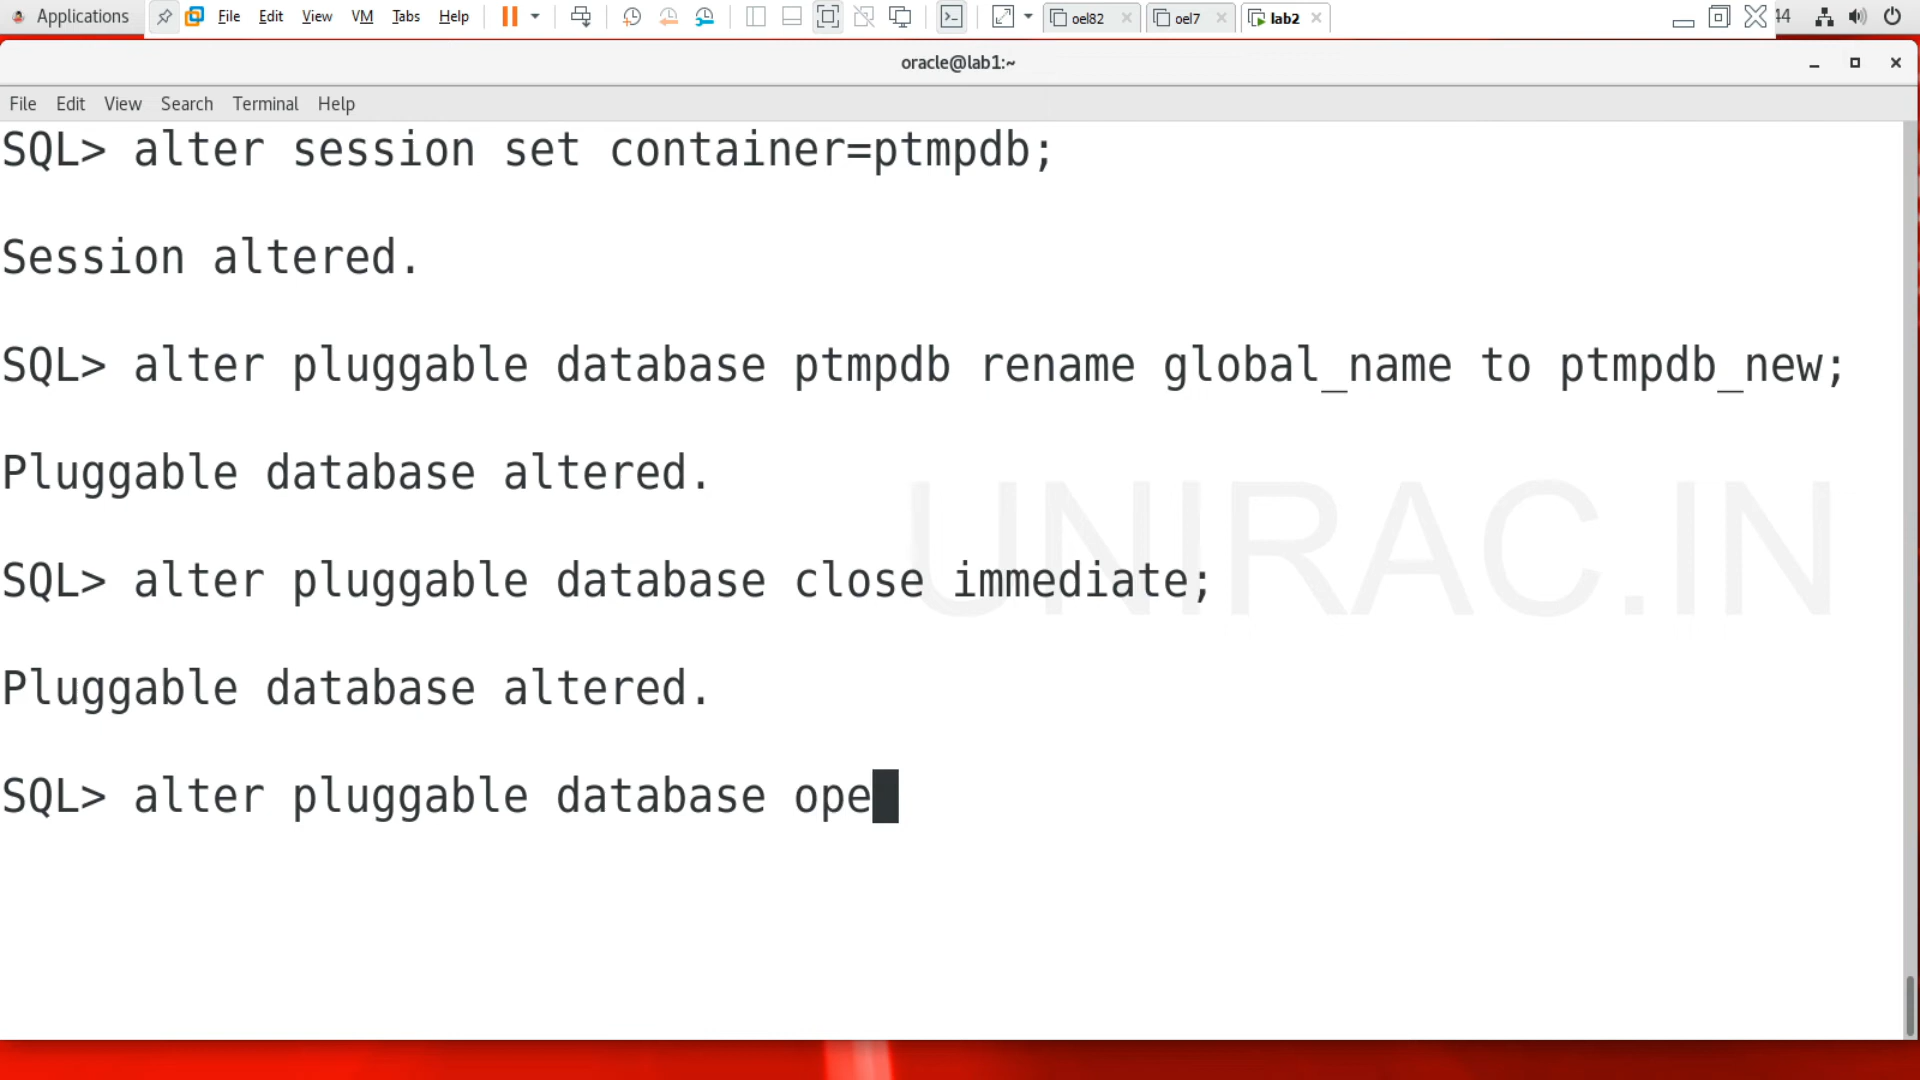 Applications File Edit View VM Tabs Help oel82 oel7 lab2 44
oracle@lab1:~
File Edit View Search Terminal Help
SQL> alter session set container=ptmpdb;
Session altered.
SQL> alter pluggable database ptmpdb rename global_name to ptmpdb_new;
Pluggable database altered.
SQL> alter pluggable database close immediate;
Pluggable database altered.
SQL> alter pluggable database ope
UNIRAC.IN